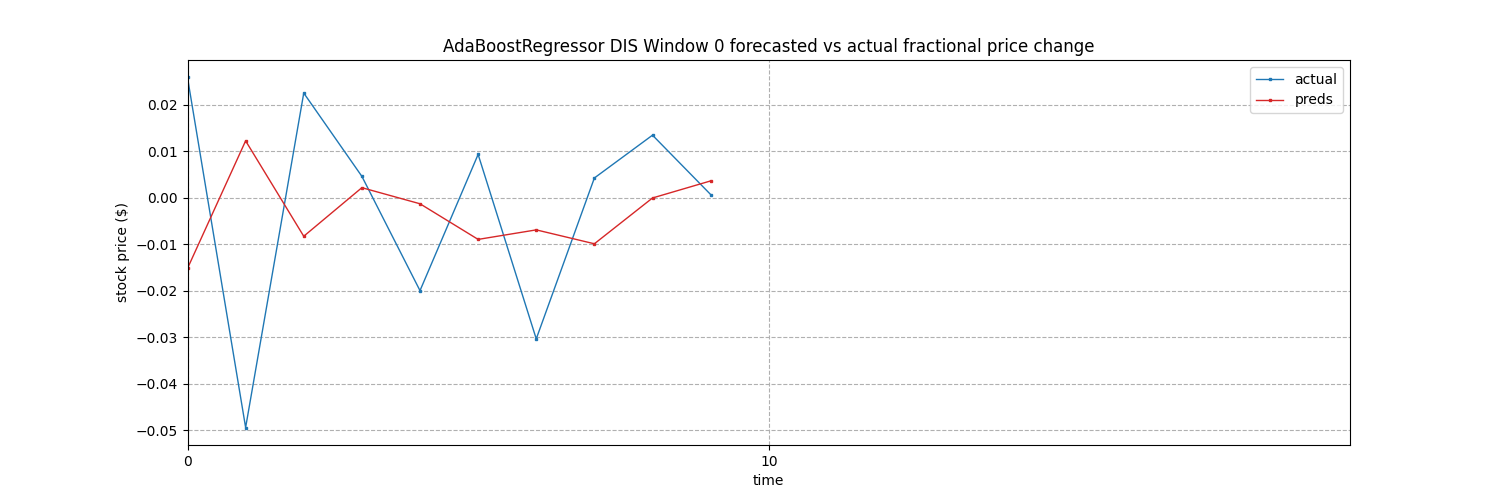 AdaBoostRegressor DIS Window 0 forecasted vs actual fractional price change
actual
preds
0.02
0.01
0.00
−0.01
−0.02
−0.03
−0.04
−0.05
stock price ($)
0
10
time